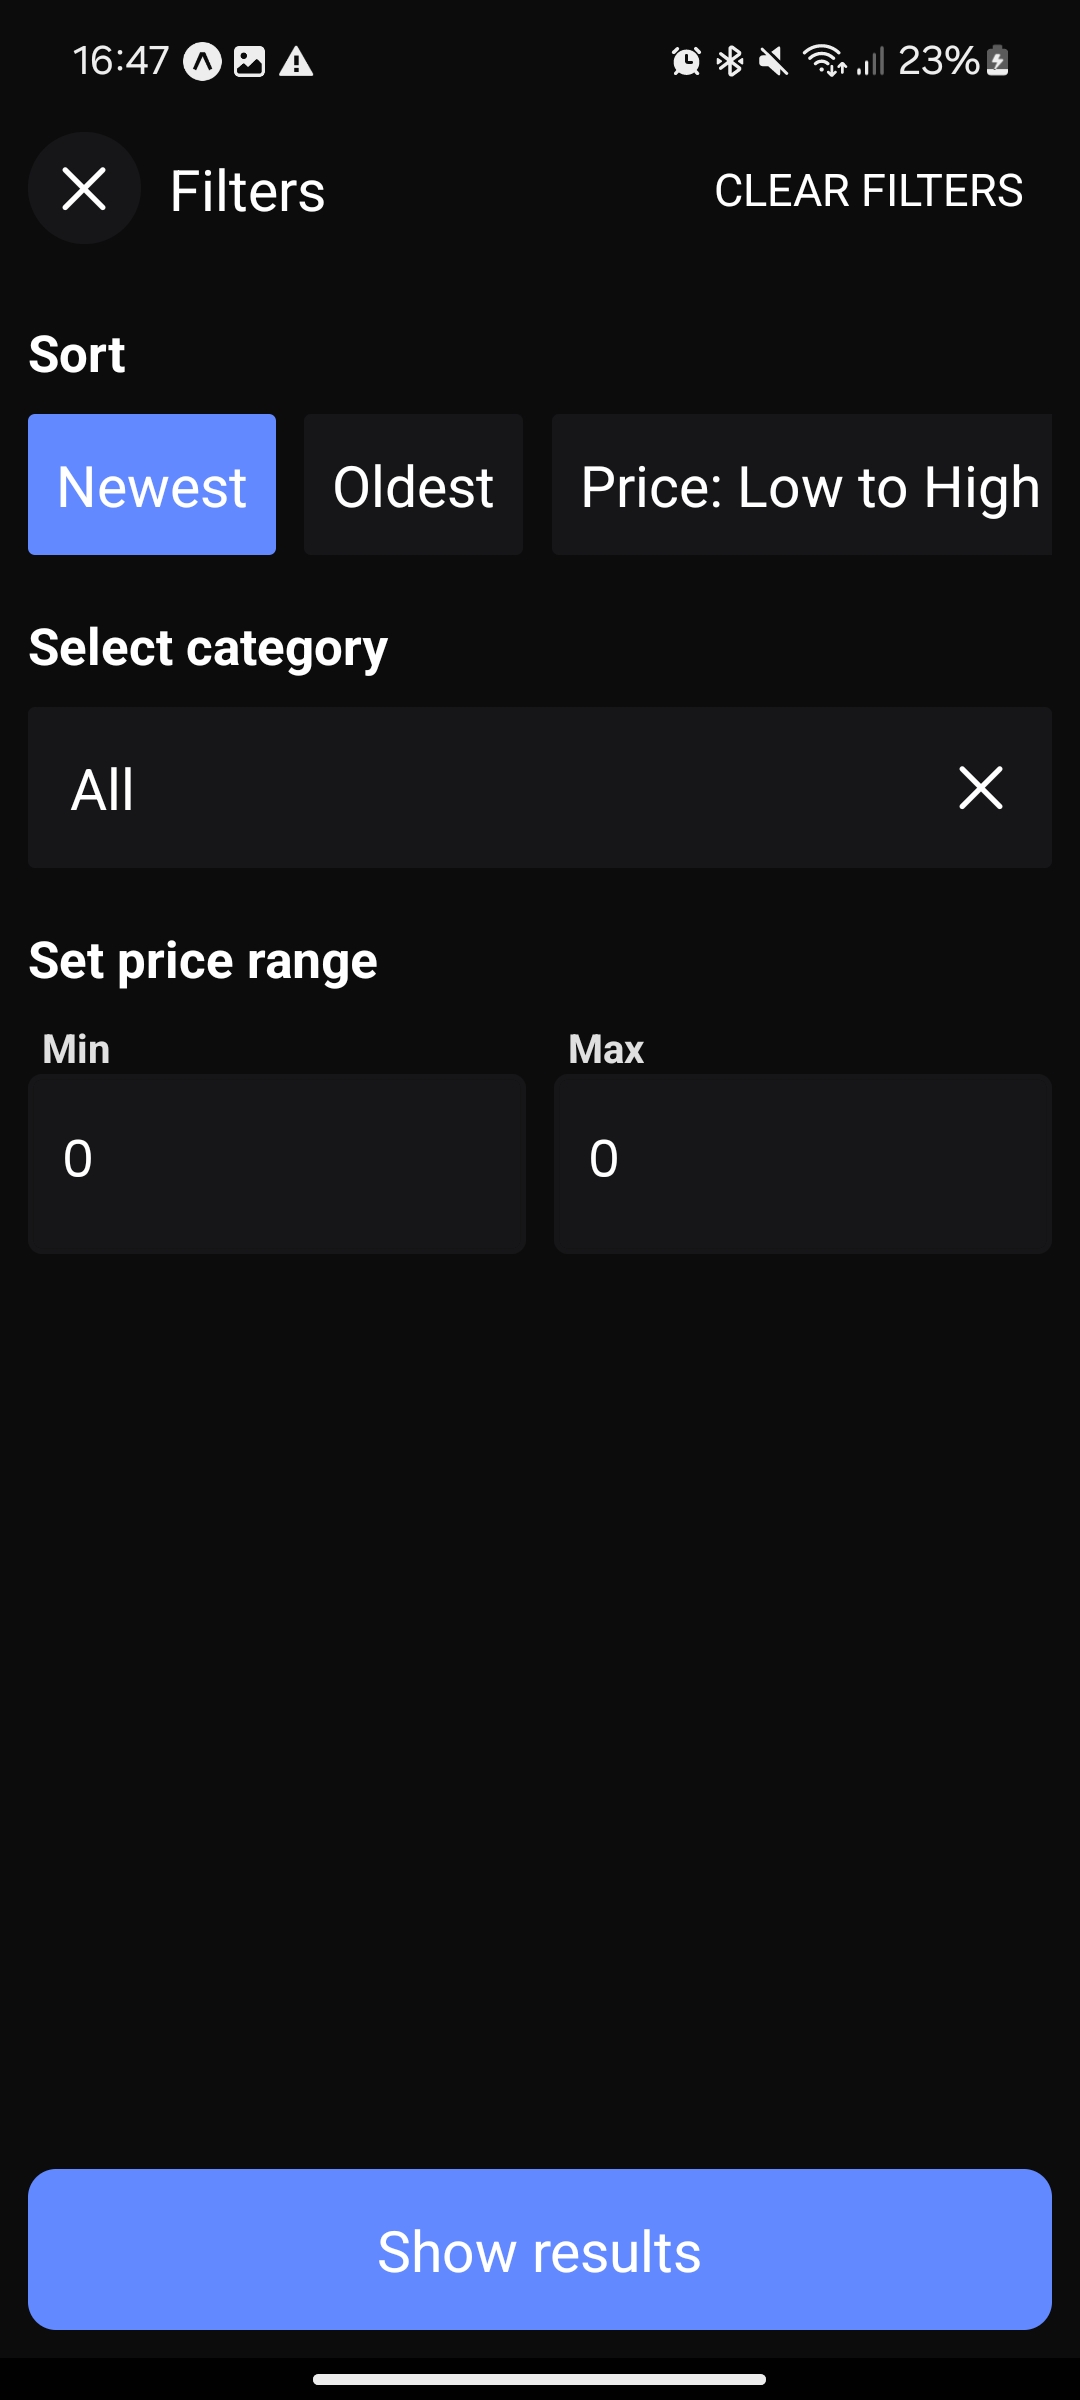 16:47 23%
Filters CLEAR FILTERS
Sort
Newest Oldest Price: Low to High
Select category
All
Set price range
Min Max
0 0
Show results